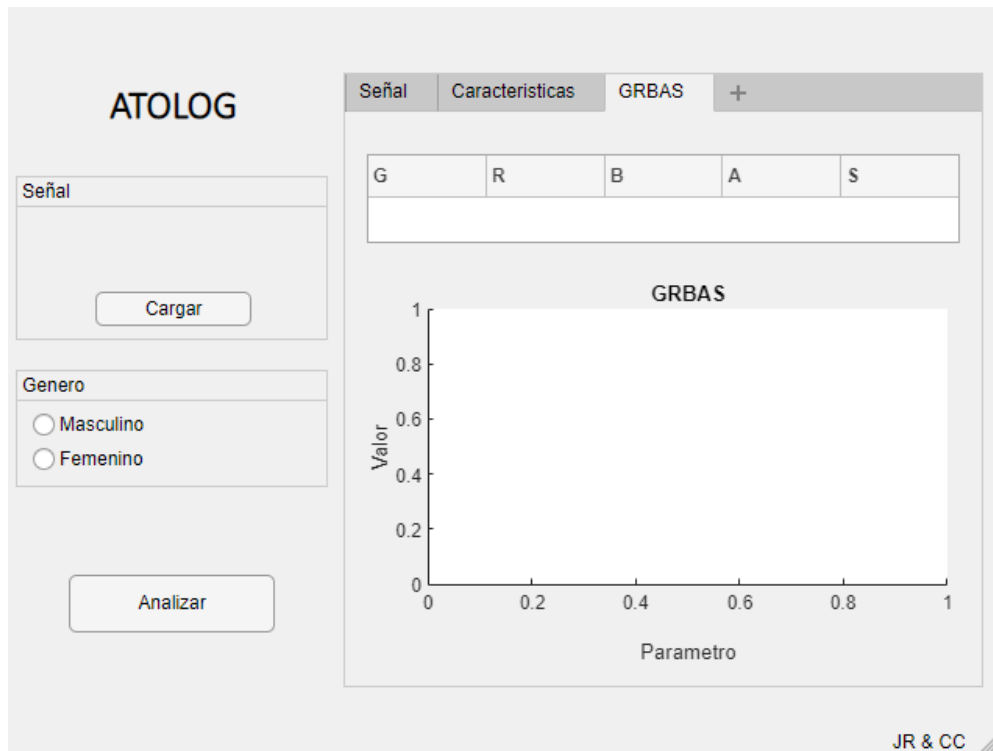 ATOLOG
Señal
Cargar
Genero
Masculino
Femenino
Analizar
Señal Caracteristicas GRBAS +
G R B A S
GRBAS
Valor
1
0.8
0.6
0.4
0.2
0
0 0.2 0.4 0.6 0.8 1
Parametro
JR & CC